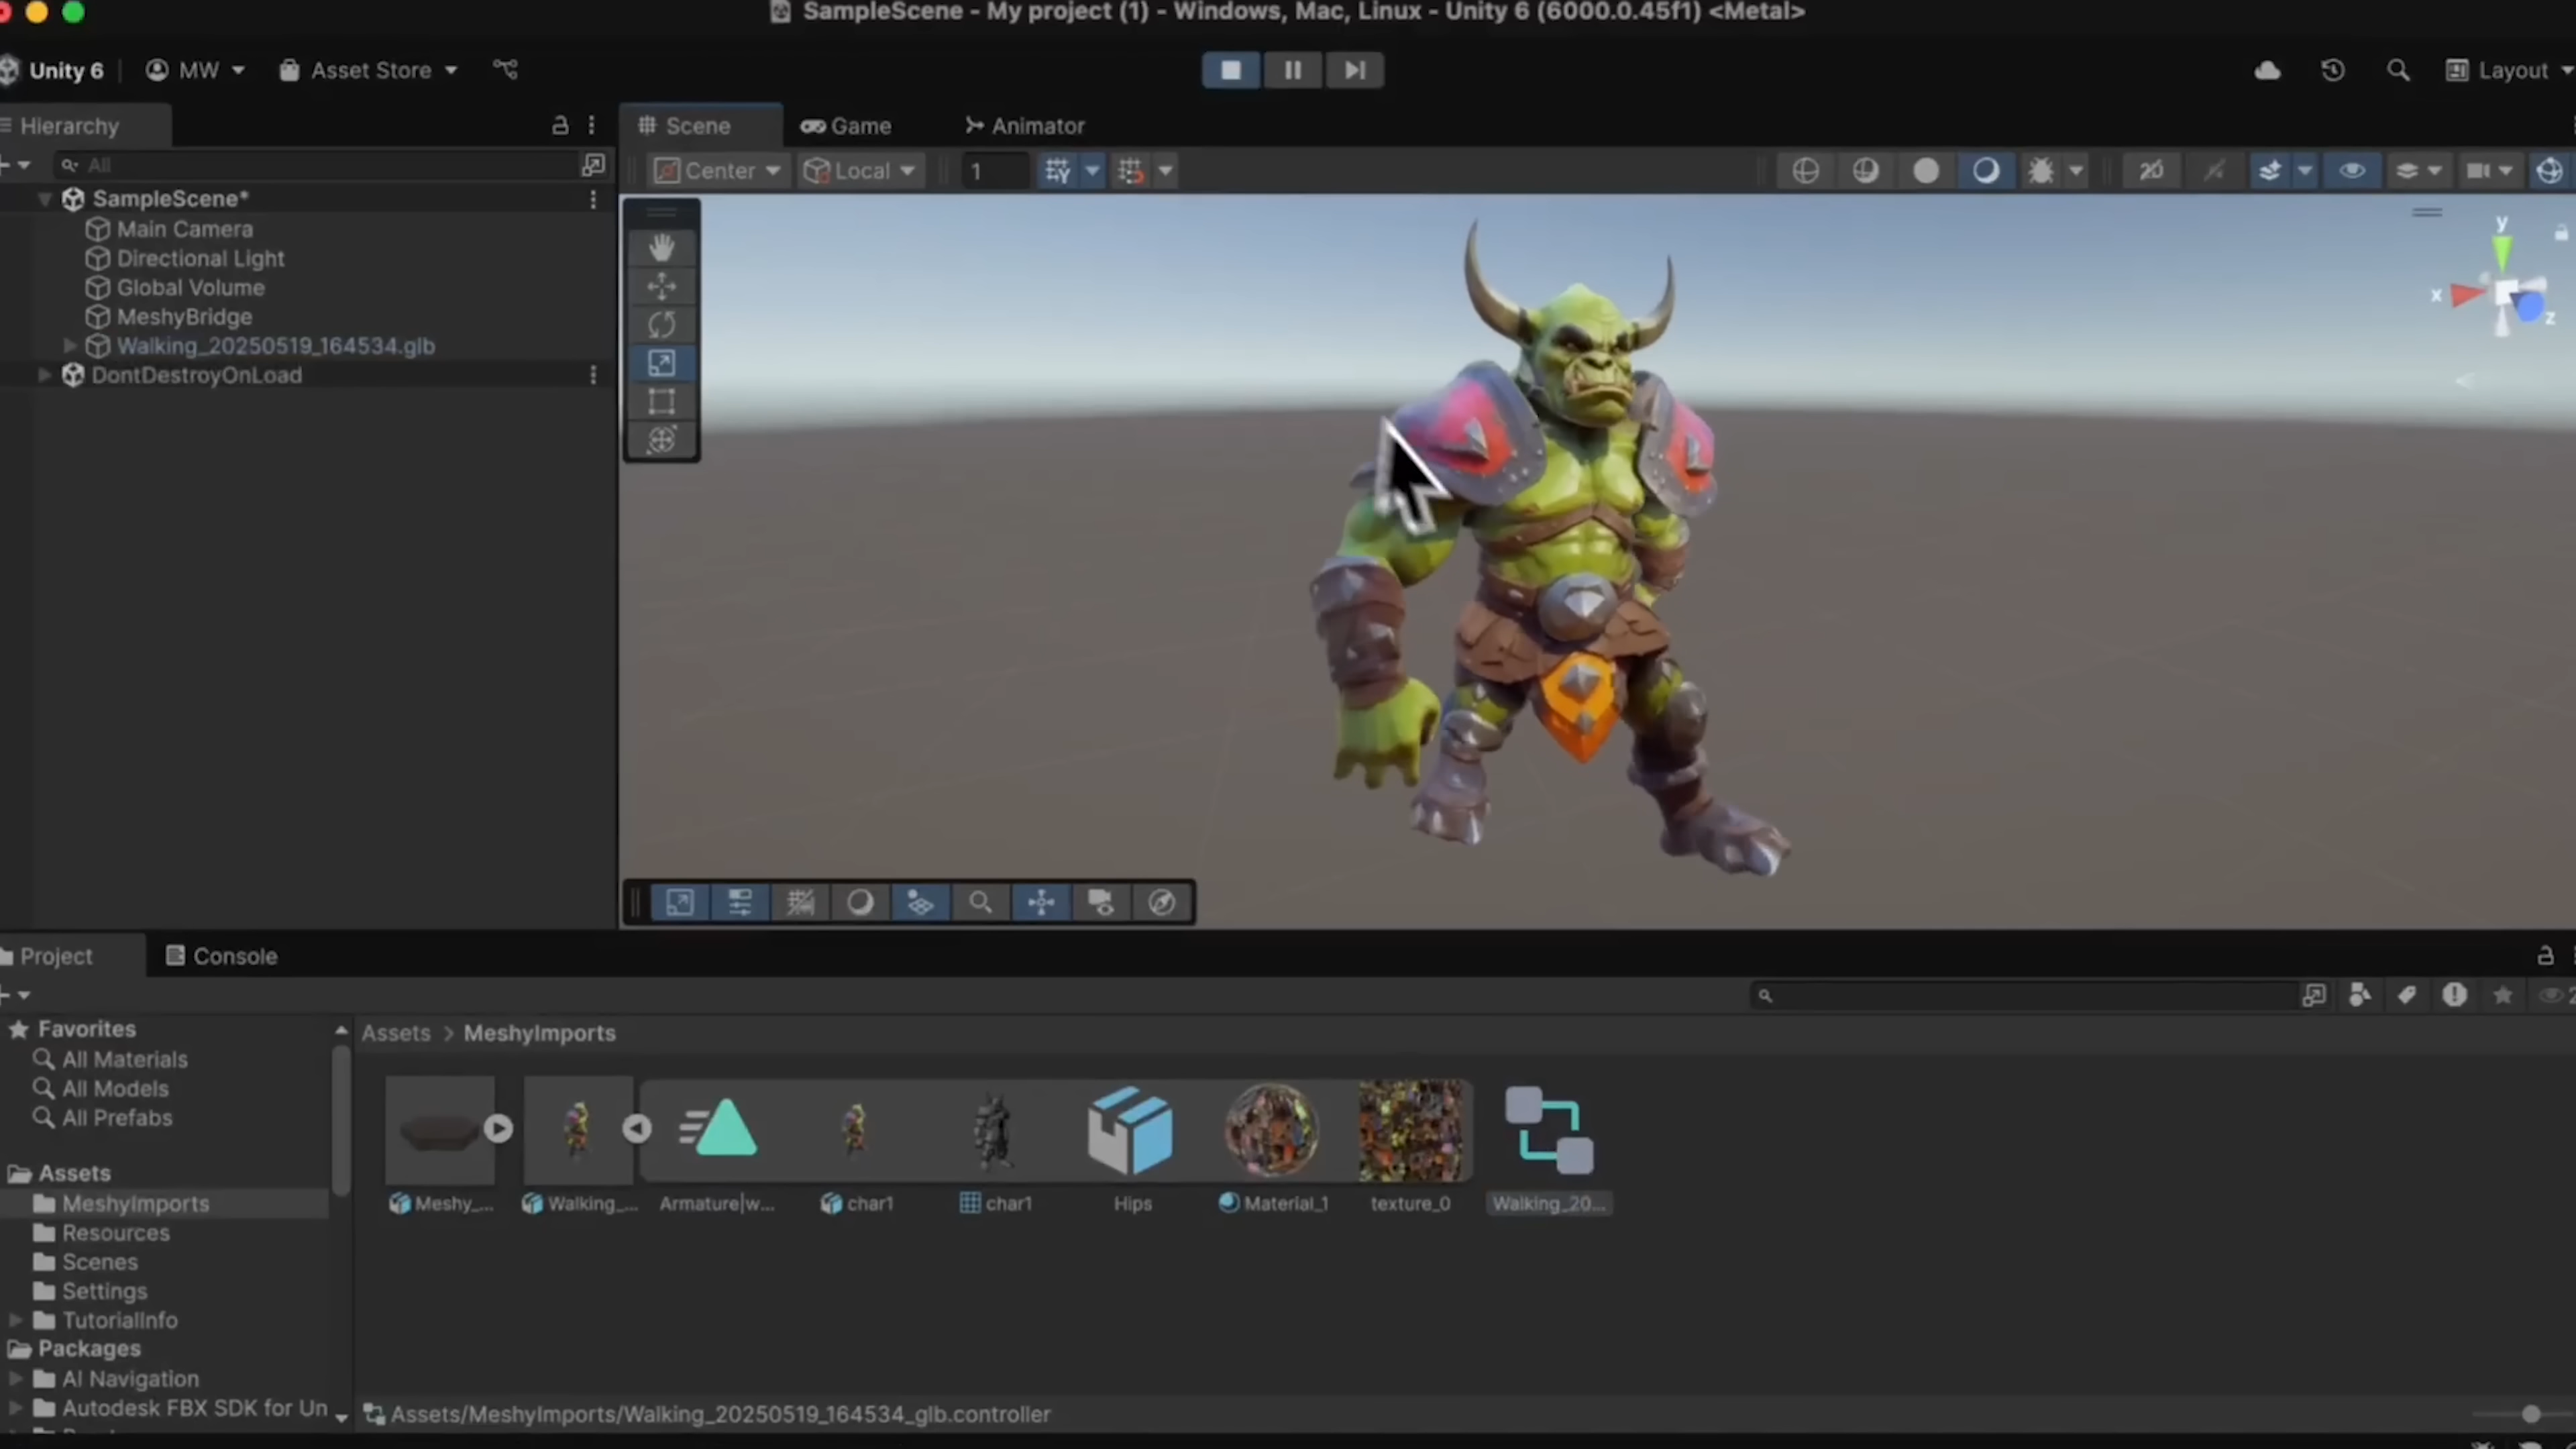 SampleScene - My project (1) - Windows, Mac, Linux - Unity 6 (6000.0.45f1) <Metal>
Unity 6
MW
Asset Store
Layout
Hierarchy
Scene
Game
Animator
All
Center
Local
1
2D
SampleScene*
Main Camera
Directional Light
Global Volume
MeshyBridge
Walking_20250519_164534.glb
DontDestroyOnLoad
y
x
z
Project
Console
Favorites
All Materials
All Models
All Prefabs
Assets
MeshyImports
Resources
Scenes
Settings
TutorialInfo
Packages
AI Navigation
Autodesk FBX SDK for Un
Assets > MeshyImports
Meshy_...
Walking_...
Armature|w...
char1
char1
Hips
Material_1
texture_0
Walking_20...
Assets/MeshyImports/Walking_20250519_164534_glb.controller